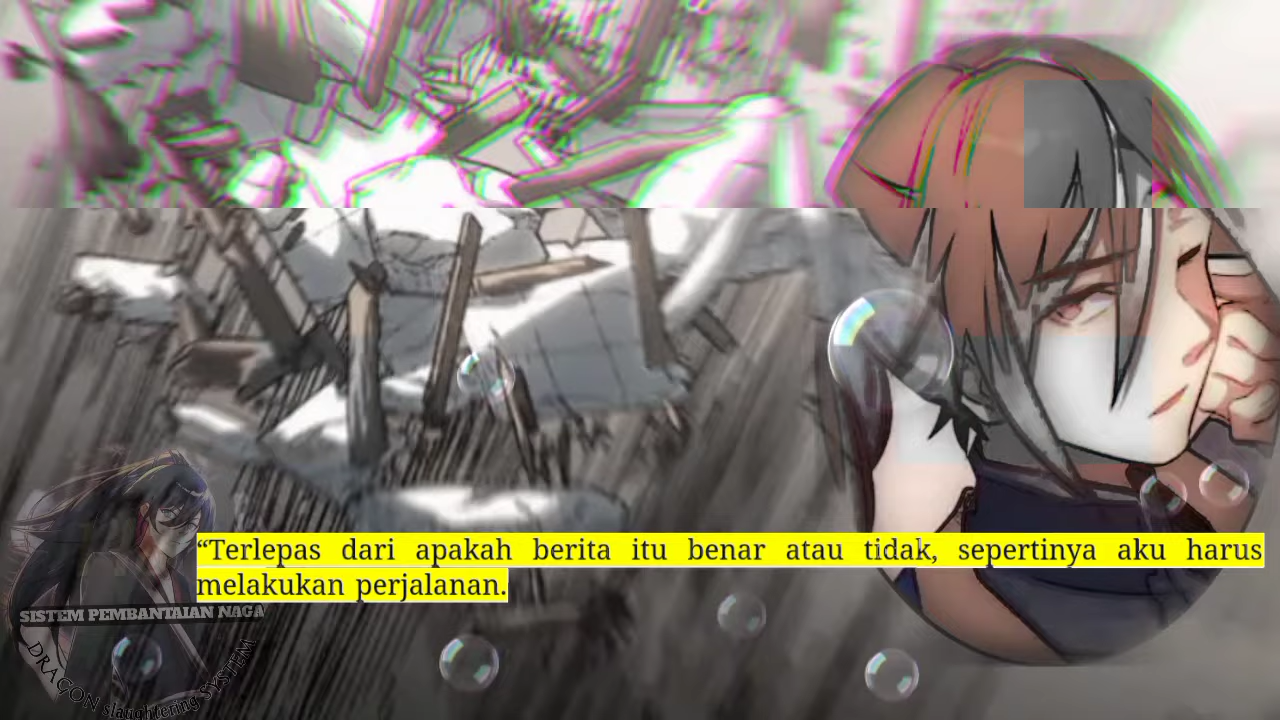 “Terlepas dari apakah berita itu benar atau tidak, sepertinya aku harus
melakukan perjalanan.
SISTEM PEMBANTAIAN NAGA
DRAGON slaughtering SYSTEM